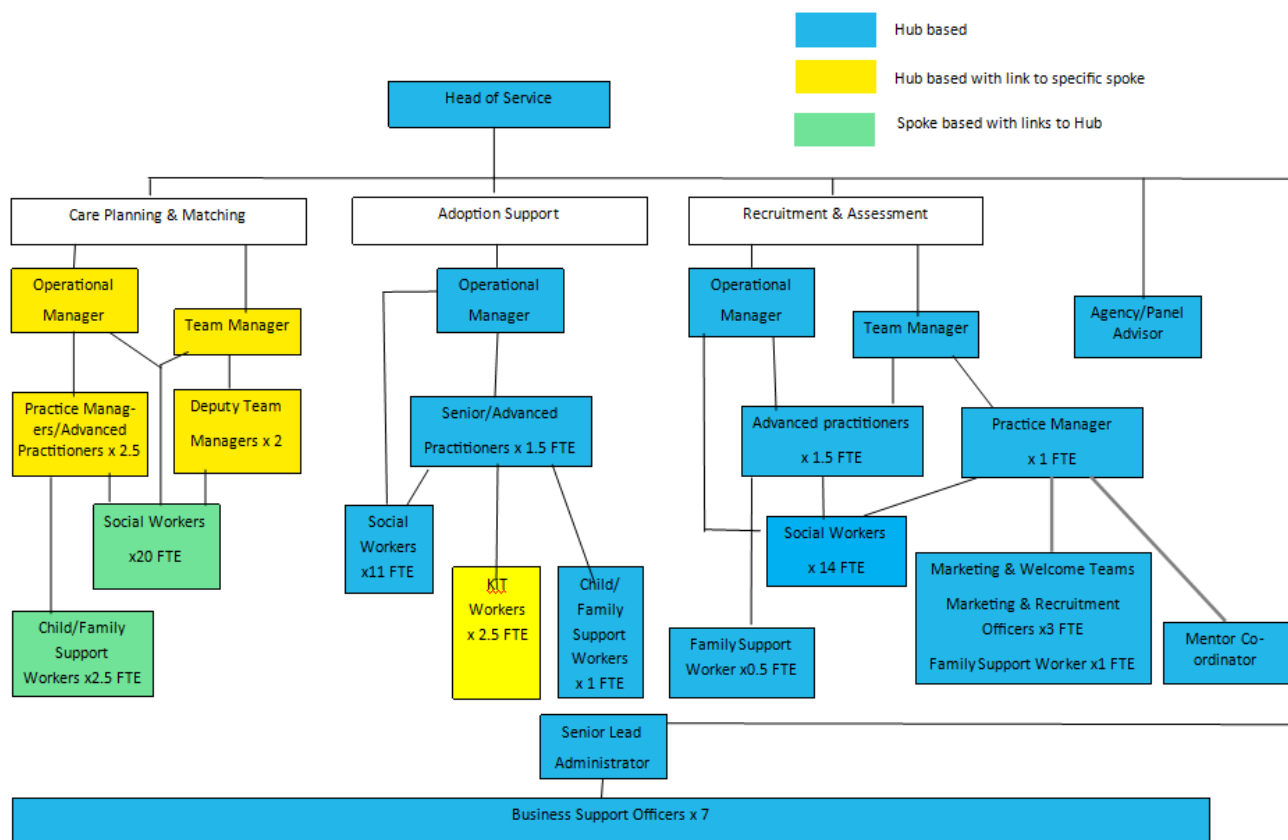 Hub based
Hub based with link to specific spoke
Spoke based with links to Hub
Head of Service
Care Planning & Matching
Adoption Support
Recruitment & Assessment
Operational
Manager
Team Manager
Practice Manag-
ers/Advanced
Practitioners x 2.5
Deputy Team
Managers x 2
Social Workers
x20 FTE
Child/Family
Support
Workers x2.5 FTE
Operational
Manager
Senior/Advanced
Practitioners x 1.5 FTE
Social
Workers
x11 FTE
KIT
Workers
x 2.5 FTE
Child/
Family
Support
Workers
x 1 FTE
Operational
Manager
Team Manager
Advanced practitioners
x 1.5 FTE
Practice Manager
x 1 FTE
Social Workers
x 14 FTE
Family Support
Worker x0.5 FTE
Marketing & Welcome Teams
Marketing & Recruitment
Officers x3 FTE
Family Support Worker x1 FTE
Mentor Co-
ordinator
Agency/Panel
Advisor
Senior Lead
Administrator
Business Support Officers x 7